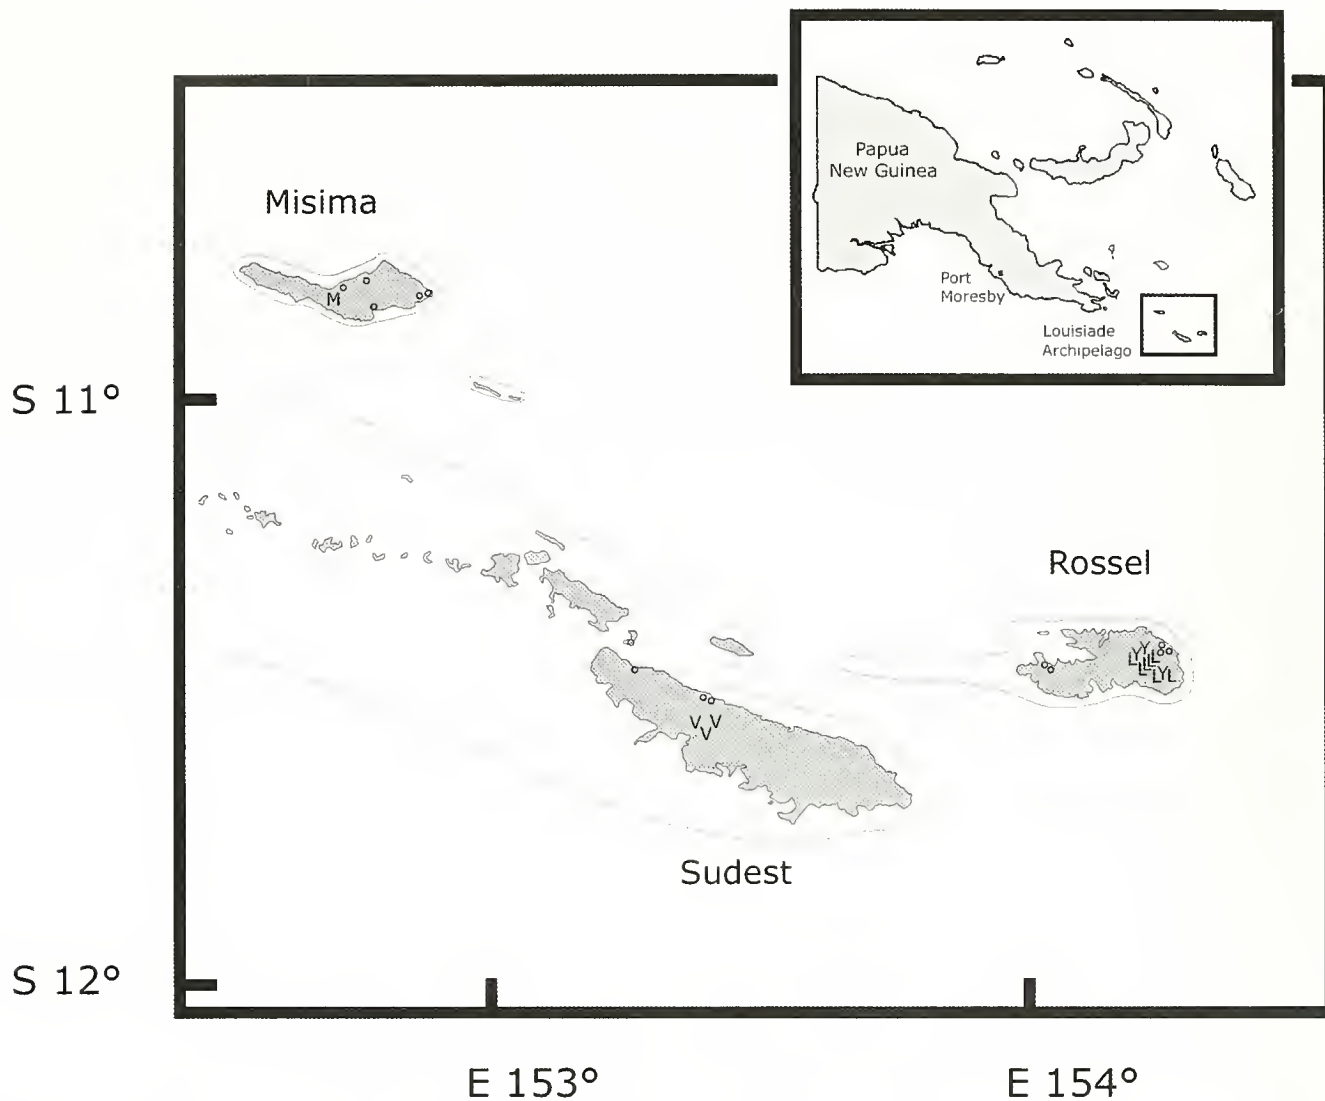 Papua
New Guinea
Port
Moresby
Louisiade
Archipelago
Misima
M
S 11°
Rossel
Y Y
L L L
L L
L Y L
V V
V
Sudest
S 12°
E 153°
E 154°